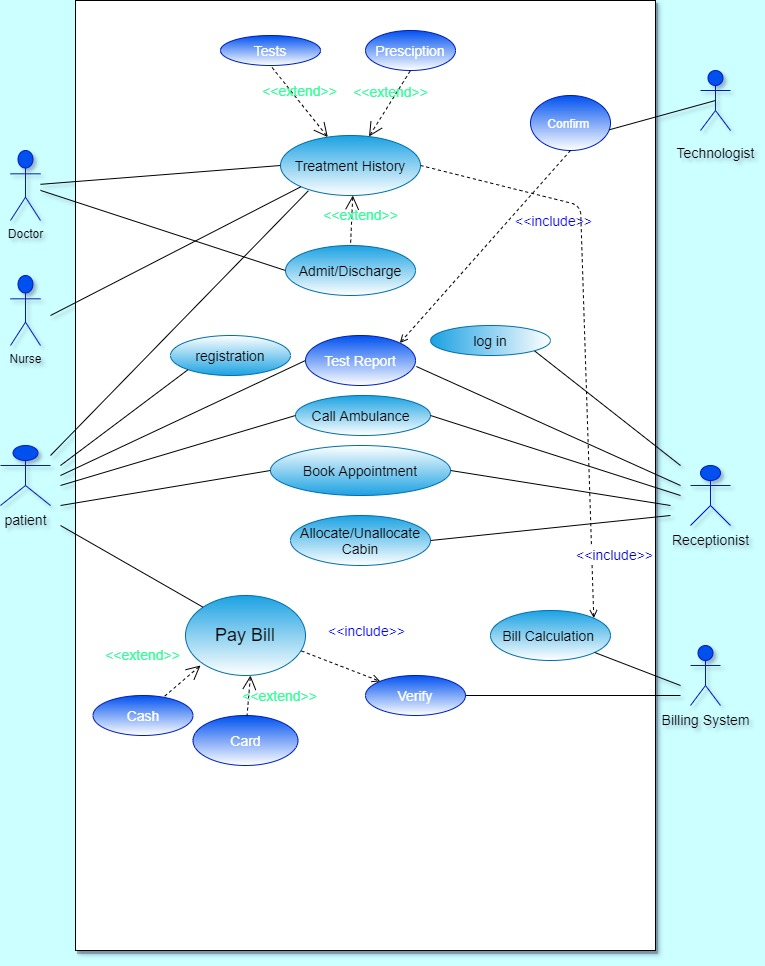 Tests
Presciption
<<extend>>
<<extend>>
Confirm
Technologist
Treatment History
Doctor
<<extend>>
<<include>>
Admit/Discharge
Nurse
registration
Test Report
log in
Call Ambulance
Book Appointment
patient
Allocate/Unallocate
Cabin
Receptionist
<<include>>
Pay Bill
<<include>>
Bill Calculation
<<extend>>
<<extend>>
Verify
Billing System
Cash
Card